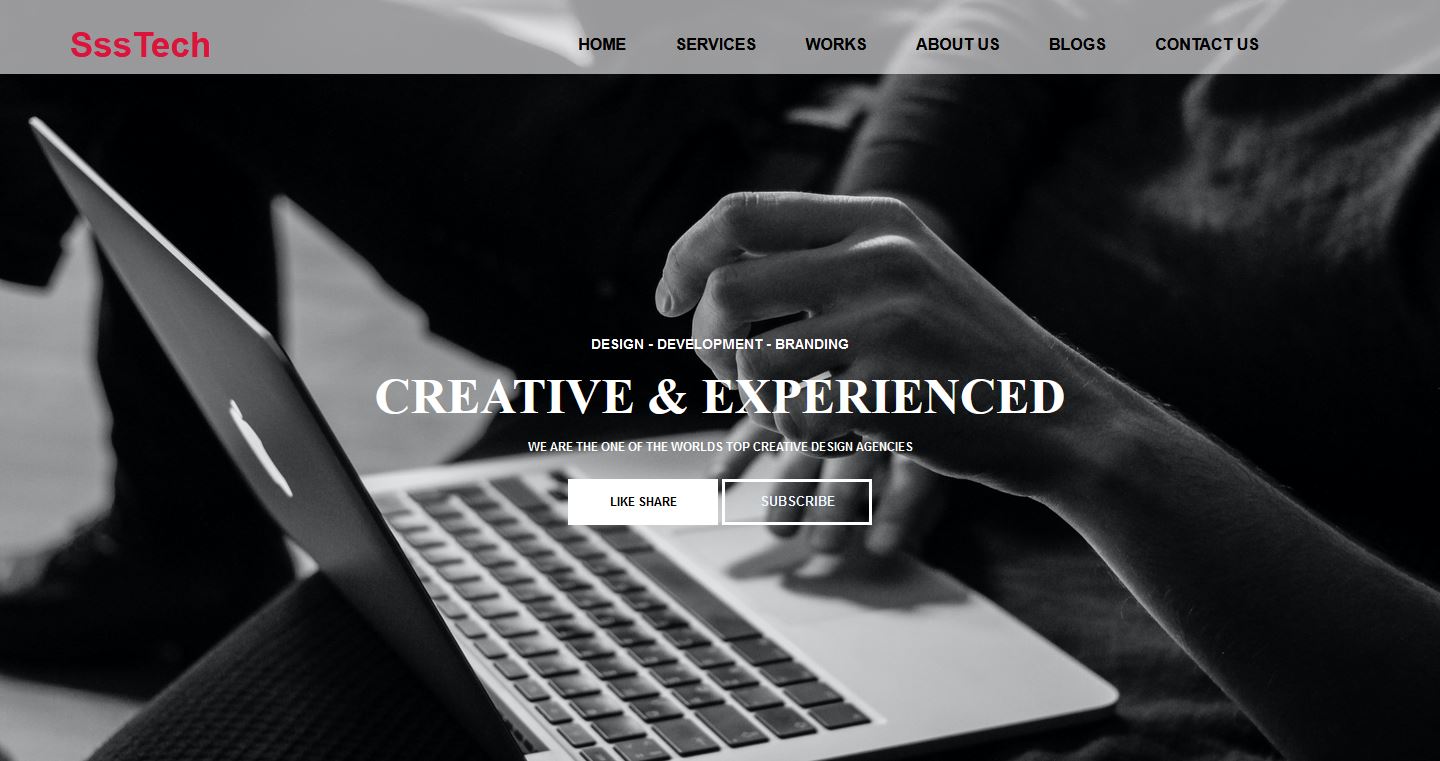 SssTech
HOME SERVICES WORKS ABOUT US BLOGS CONTACT US
DESIGN - DEVELOPMENT - BRANDING
CREATIVE & EXPERIENCED
WE ARE THE ONE OF THE WORLDS TOP CREATIVE DESIGN AGENCIES
LIKE SHARE SUBSCRIBE